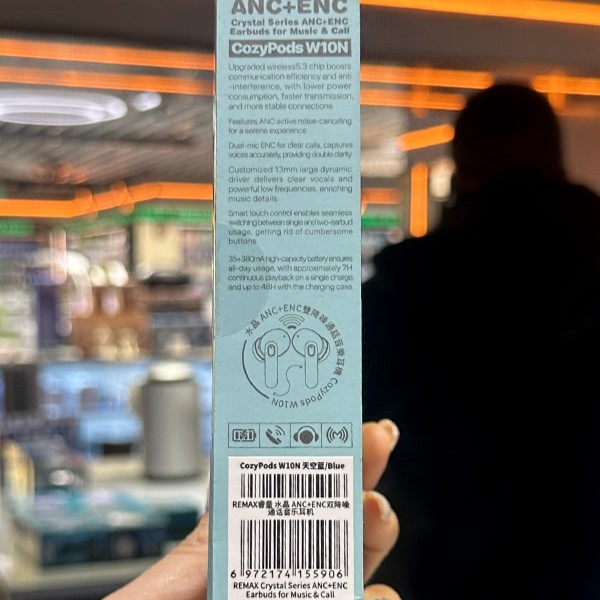 ANC+ENC
Crystal Series ANC+ENC
Earbuds for Music & Call
CozyPods W10N
Upgraded wireless5.3 chip boosts
communication efficiency and anti
-interference, with lower power
consumption, faster transmission,
and more stable connections
Features ANC active noise-canceling
for a serene experience
Dual-mic ENC for clear calls, captures
voices accurately, providing double clarity
Customized 13mm large dynamic
driver delivers clear vocals and
powerful low frequencies, enriching
music details
Smart touch control enables seamless
switching between single and two-earbud
usage, getting rid of cumbersome
buttons
35+380mA high-capacity battery ensures
all-day usage, with approximately 7H
continuous playback on a single charge,
and up to 48H with the charging case.
水晶 ANC+ENC雙降噪通話音樂耳機 CozyPods W10N
CozyPods W10N 天空蓝/Blue
REMAX睿量 水晶 ANC+ENC双降噪
通话音乐耳机
6 972174 155906
REMAX Crystal Series ANC+ENC
Earbuds for Music & Call